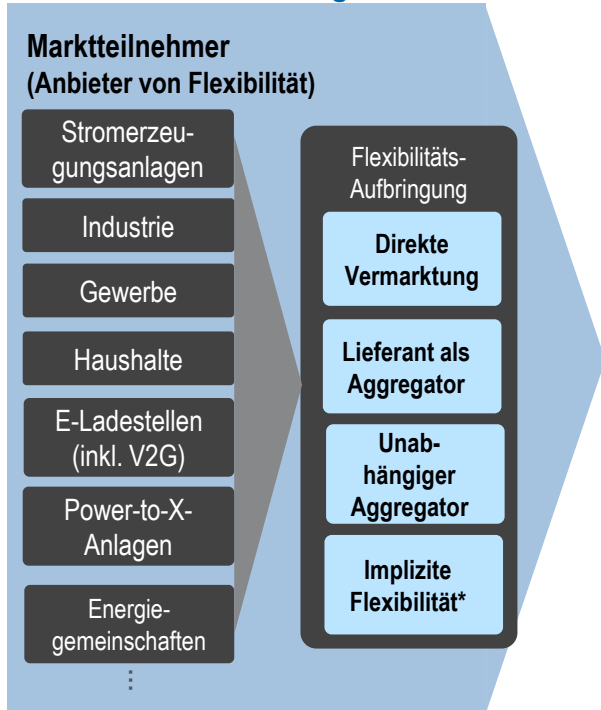 Marktteilnehmer
(Anbieter von Flexibilität)
Stromerzeu-
gungsanlagen
Industrie
Gewerbe
Haushalte
E-Ladestellen
(inkl. V2G)
Power-to-X-
Anlagen
Energie-
gemeinschaften
...
Flexibilitäts-
Aufbringung
Direkte
Vermarktung
Lieferant als
Aggregator
Unab-
hängiger
Aggregator
Implizite
Flexibilität*